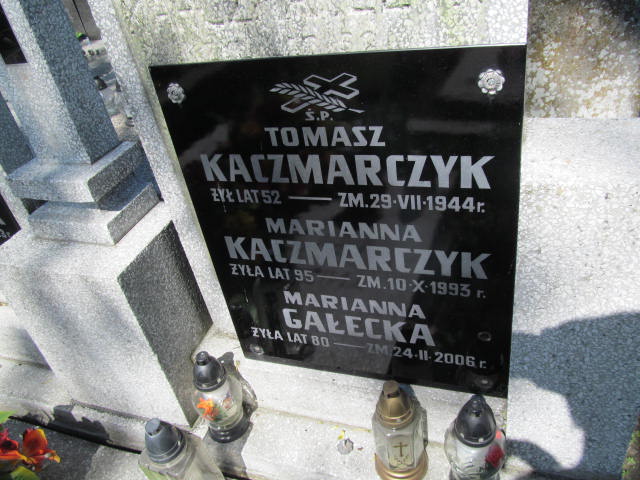 Ś.P.
TOMASZ
KACZMARCZYK
ŻYŁ LAT 52 — ZM. 29·VII·1944 r.
MARIANNA
KACZMARCZYK
ŻYŁA LAT 95 — ZM. 10·X·1993 r.
MARIANNA
GAŁECKA
ŻYŁA LAT 80 — ZM. 24·II·2006 r.